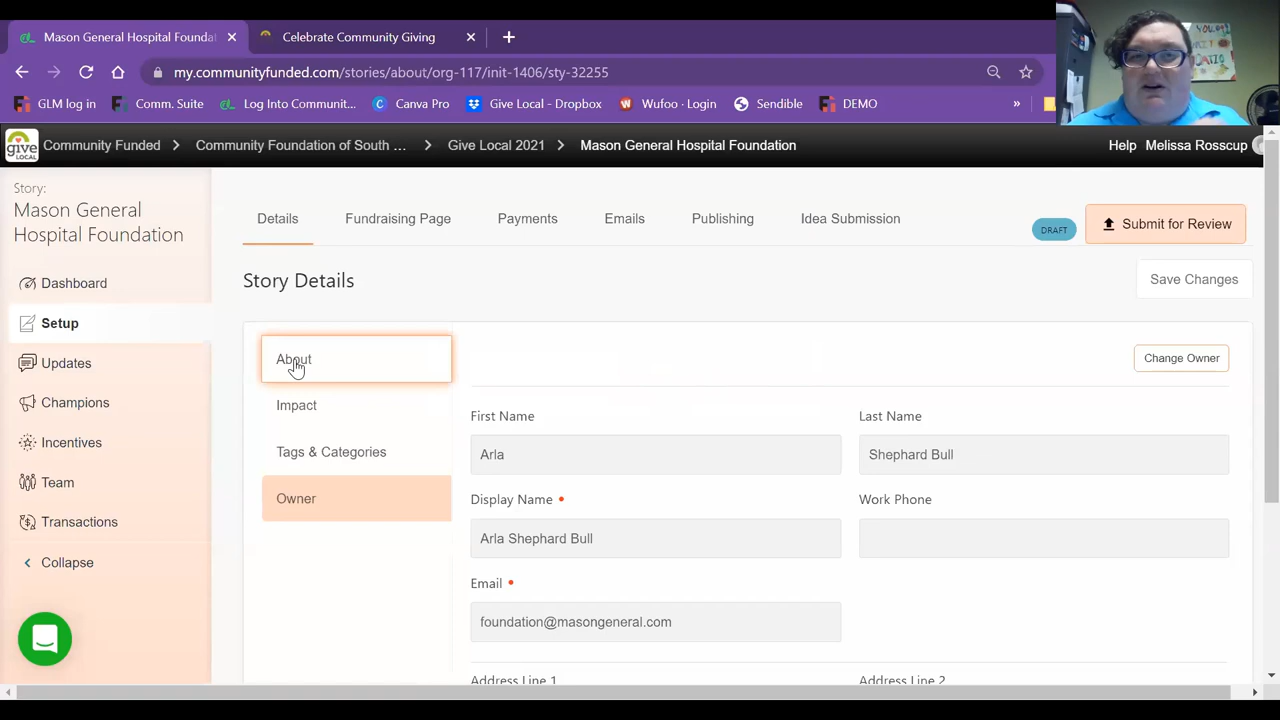 Mason General Hospital Foundat
Celebrate Community Giving
my.communityfunded.com/stories/about/org-117/init-1406/sty-32255
GLM log in
Comm. Suite
Log Into Communit...
Canva Pro
Give Local - Dropbox
Wufoo · Login
Sendible
DEMO
»
give LOCAL
Community Funded
Community Foundation of South ...
Give Local 2021
Mason General Hospital Foundation
Help
Melissa Rosscup
Story:
Mason General
Hospital Foundation
Dashboard
Setup
Updates
Champions
Incentives
Team
Transactions
Collapse
Details
Fundraising Page
Payments
Emails
Publishing
Idea Submission
DRAFT
Submit for Review
Story Details
Save Changes
About
Impact
Tags & Categories
Owner
Change Owner
First Name
Last Name
Arla
Shephard Bull
Display Name •
Work Phone
Arla Shephard Bull
Email •
foundation@masongeneral.com
Address Line 1
Address Line 2